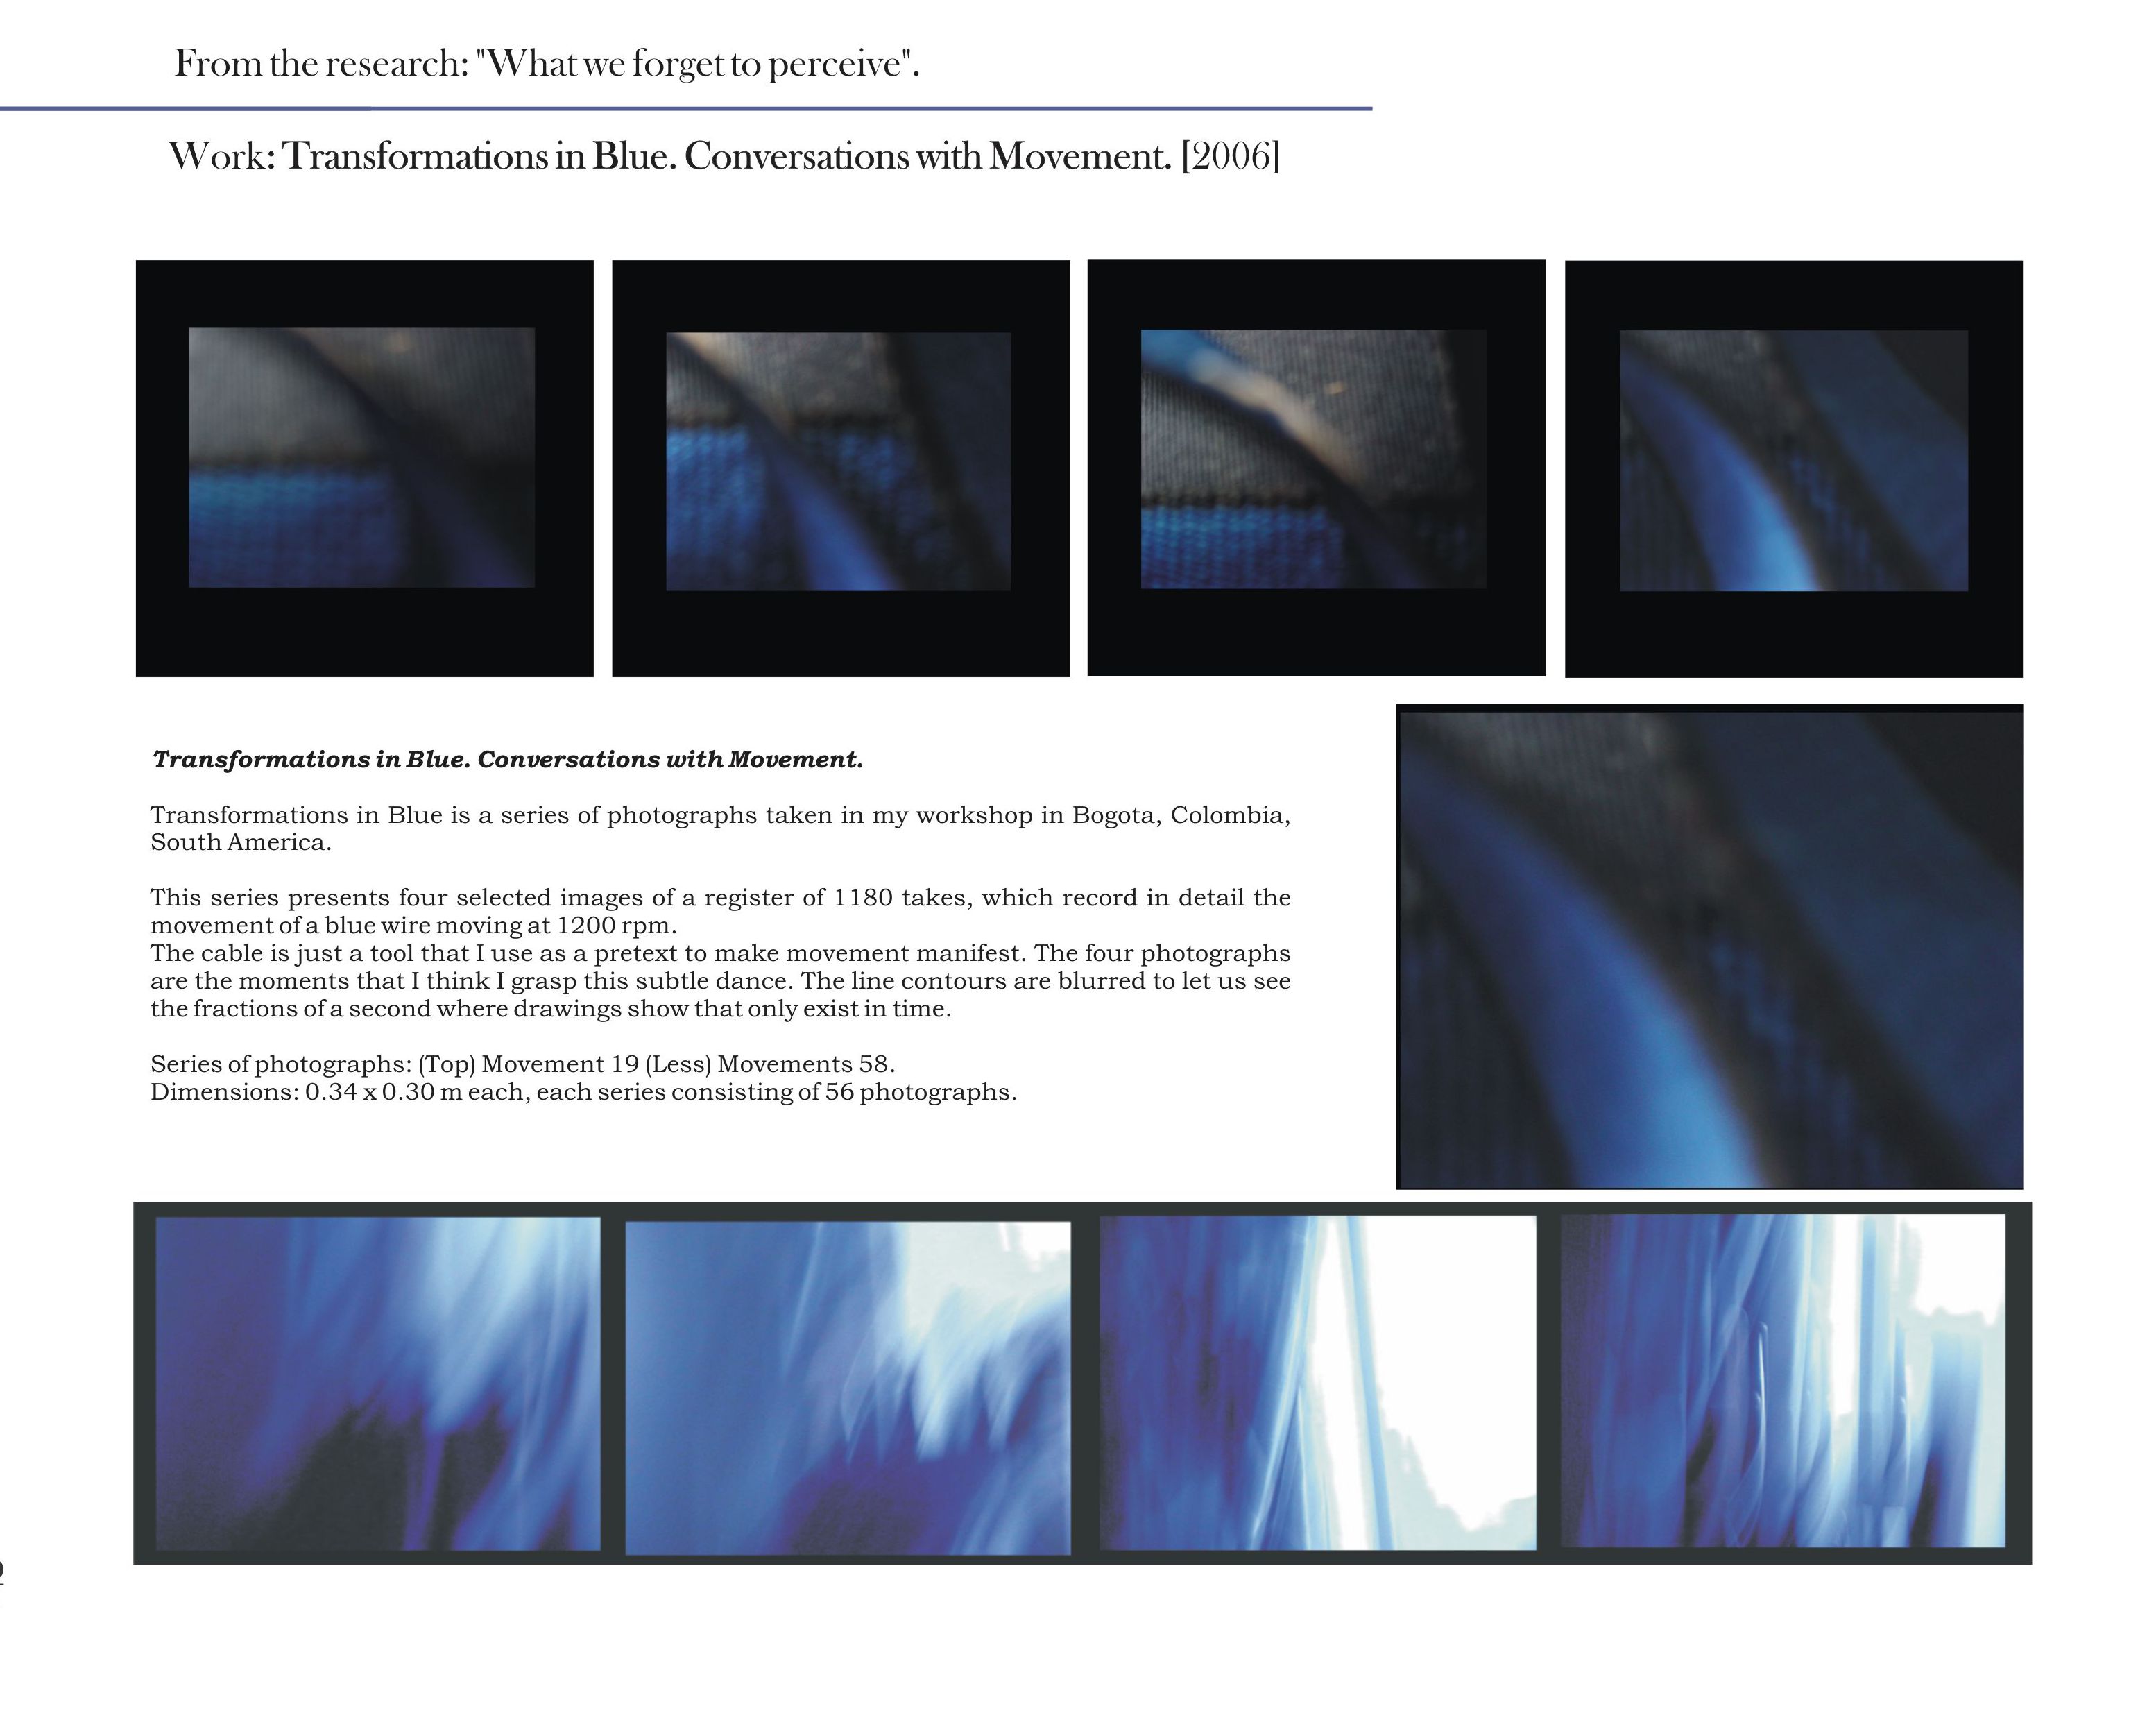 From the research: "What we forget to perceive".
Work: Transformations in Blue. Conversations with Movement. [2006]
Transformations in Blue. Conversations with Movement.
Transformations in Blue is a series of photographs taken in my workshop in Bogota, Colombia,
South America.
This series presents four selected images of a register of 1180 takes, which record in detail the
movement of a blue wire moving at 1200 rpm.
The cable is just a tool that I use as a pretext to make movement manifest. The four photographs
are the moments that I think I grasp this subtle dance. The line contours are blurred to let us see
the fractions of a second where drawings show that only exist in time.
Series of photographs: (Top) Movement 19 (Less) Movements 58.
Dimensions: 0.34 x 0.30 m each, each series consisting of 56 photographs.